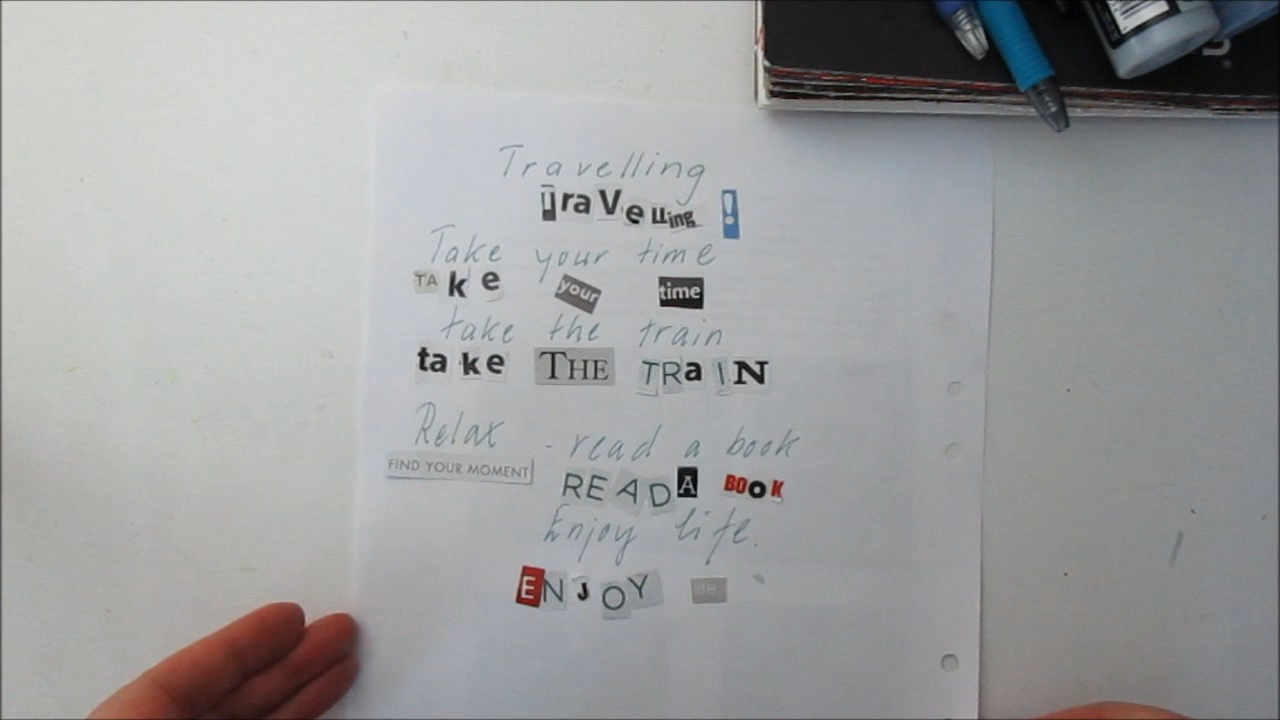 Travelling
TraVeLLing !
Take your time
TAke your time
take the train
take THE TRaIN
Relax - read a book
FIND YOUR MOMENT
READ A BOOK
Enjoy life.
ENJOY life